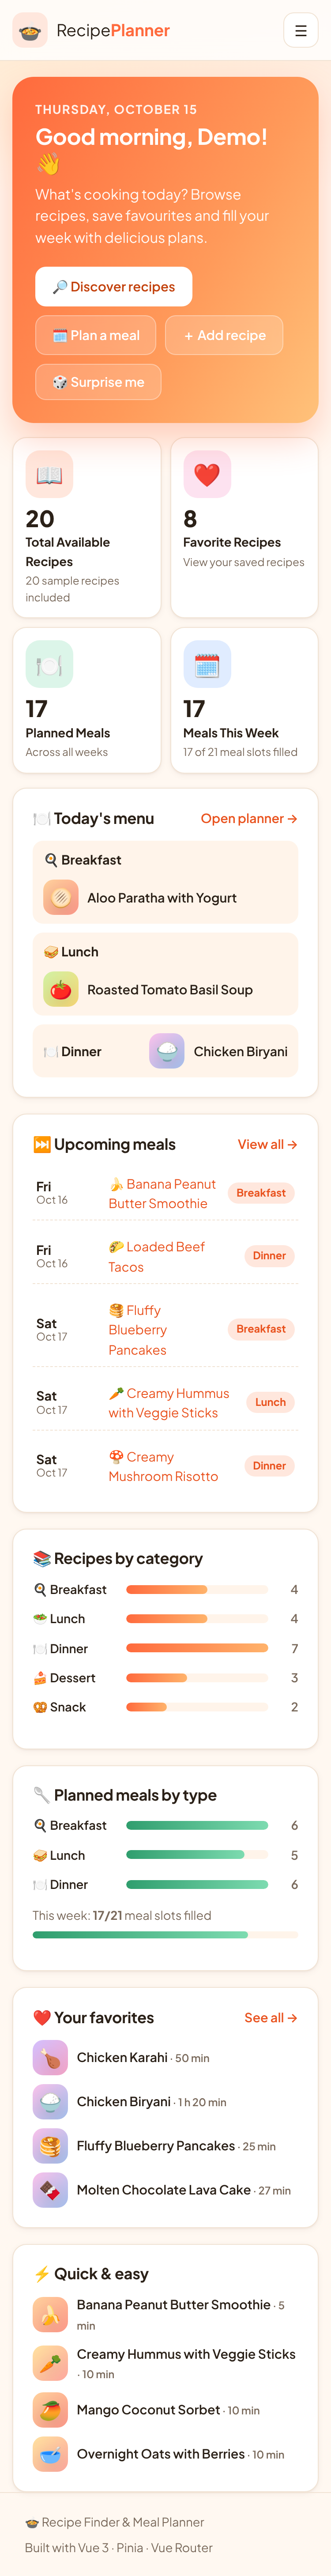 RecipePlanner
THURSDAY, OCTOBER 15
Good morning, Demo!
👋
What's cooking today? Browse
recipes, save favourites and fill your
week with delicious plans.
🔎 Discover recipes
🗓️ Plan a meal
+ Add recipe
🎲 Surprise me
20
Total Available
Recipes
20 sample recipes
included
8
Favorite Recipes
View your saved recipes
17
Planned Meals
Across all weeks
17
Meals This Week
17 of 21 meal slots filled
🍽️ Today's menu
Open planner →
🍳 Breakfast
Aloo Paratha with Yogurt
🥪 Lunch
Roasted Tomato Basil Soup
🍽️ Dinner
Chicken Biryani
⏭️ Upcoming meals
View all →
Fri
Oct 16
🍌 Banana Peanut
Butter Smoothie
Breakfast
Fri
Oct 16
🌮 Loaded Beef
Tacos
Dinner
Sat
Oct 17
🥞 Fluffy
Blueberry
Pancakes
Breakfast
Sat
Oct 17
🥕 Creamy Hummus
with Veggie Sticks
Lunch
Sat
Oct 17
🍄 Creamy
Mushroom Risotto
Dinner
📚 Recipes by category
🍳 Breakfast 4
🥗 Lunch 4
🍽️ Dinner 7
🍰 Dessert 3
🥨 Snack 2
🥄 Planned meals by type
🍳 Breakfast 6
🥪 Lunch 5
🍽️ Dinner 6
This week: 17/21 meal slots filled
❤️ Your favorites
See all →
Chicken Karahi · 50 min
Chicken Biryani · 1 h 20 min
Fluffy Blueberry Pancakes · 25 min
Molten Chocolate Lava Cake · 27 min
⚡ Quick & easy
Banana Peanut Butter Smoothie · 5
min
Creamy Hummus with Veggie Sticks
· 10 min
Mango Coconut Sorbet · 10 min
Overnight Oats with Berries · 10 min
🍲 Recipe Finder & Meal Planner
Built with Vue 3 · Pinia · Vue Router